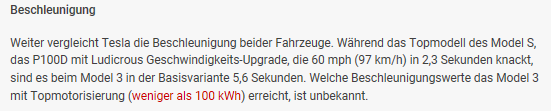 Beschleunigung
Weiter vergleicht Tesla die Beschleunigung beider Fahrzeuge. Während das Topmodell des Model S,
das P100D mit Ludicrous Geschwindigkeits-Upgrade, die 60 mph (97 km/h) in 2,3 Sekunden knackt,
sind es beim Model 3 in der Basisvariante 5,6 Sekunden. Welche Beschleunigungswerte das Model 3
mit Topmotorisierung (weniger als 100 kWh) erreicht, ist unbekannt.